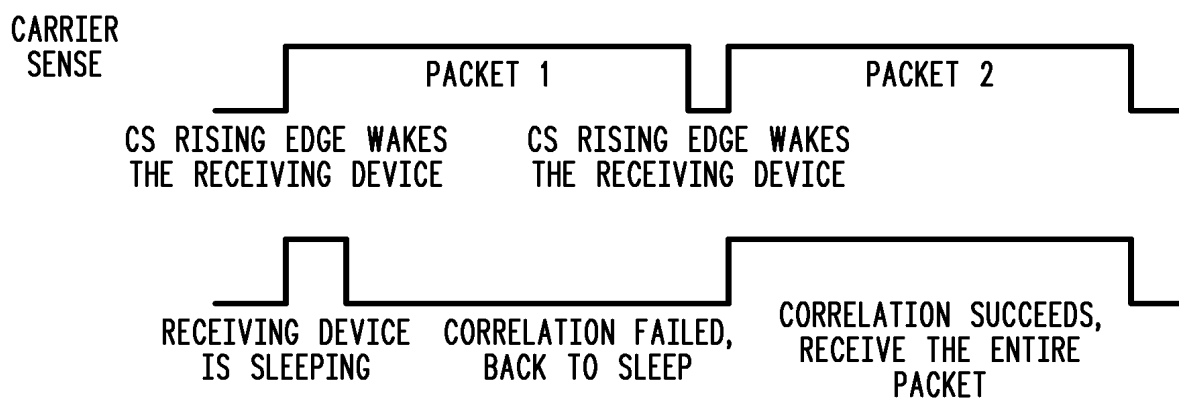 CARRIER
SENSE
PACKET 1
PACKET 2
CS RISING EDGE WAKES
THE RECEIVING DEVICE
CS RISING EDGE WAKES
THE RECEIVING DEVICE
RECEIVING DEVICE
IS SLEEPING
CORRELATION FAILED,
BACK TO SLEEP
CORRELATION SUCCEEDS,
RECEIVE THE ENTIRE
PACKET